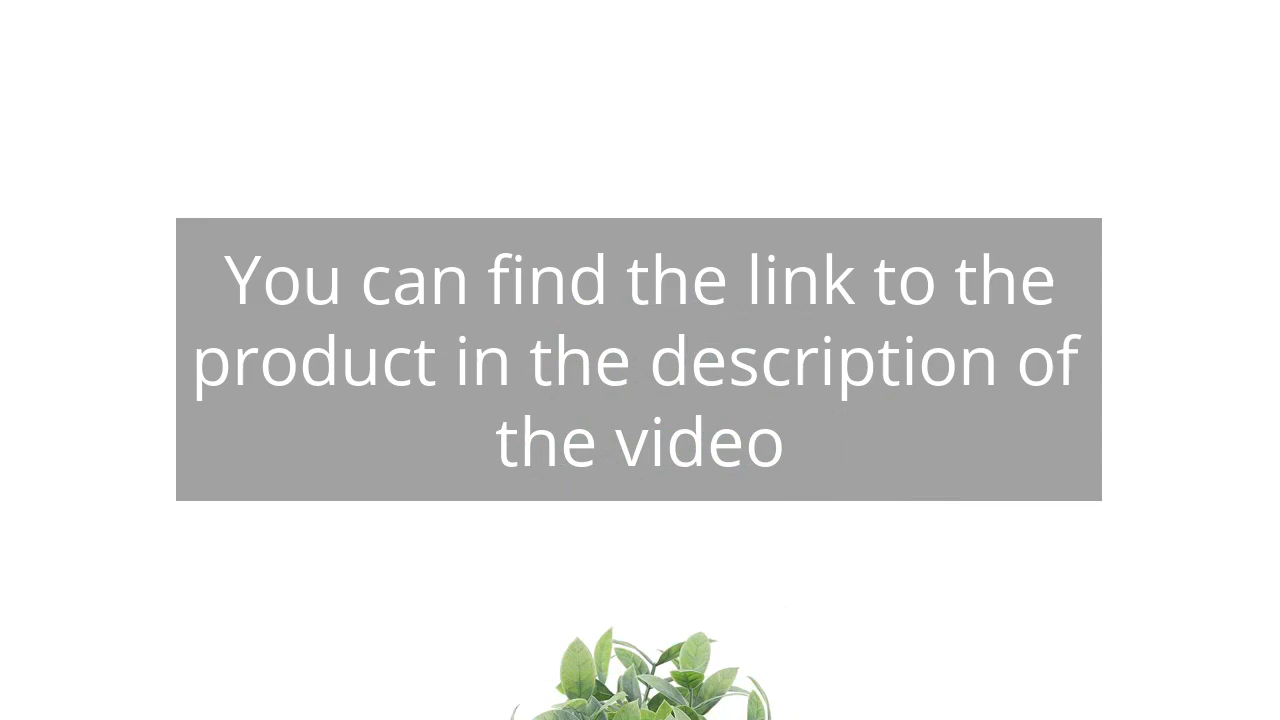 You can find the link to the
product in the description of
the video